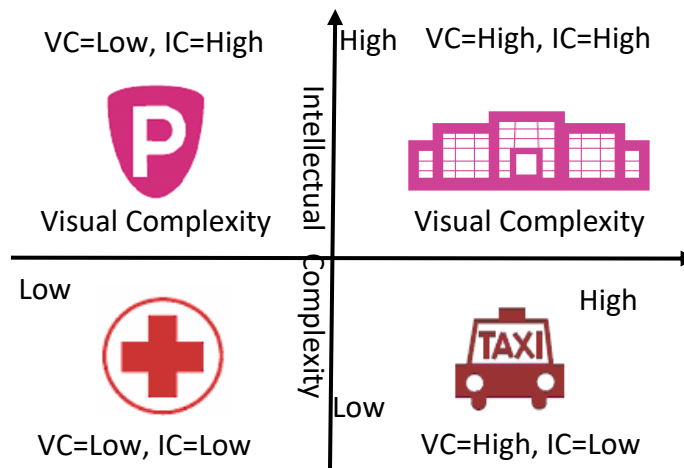 VC=Low, IC=High
High
VC=High, IC=High
P
Intellectual Complexity
Visual Complexity
Visual Complexity
Low
High
TAXI
Low
VC=Low, IC=Low
VC=High, IC=Low